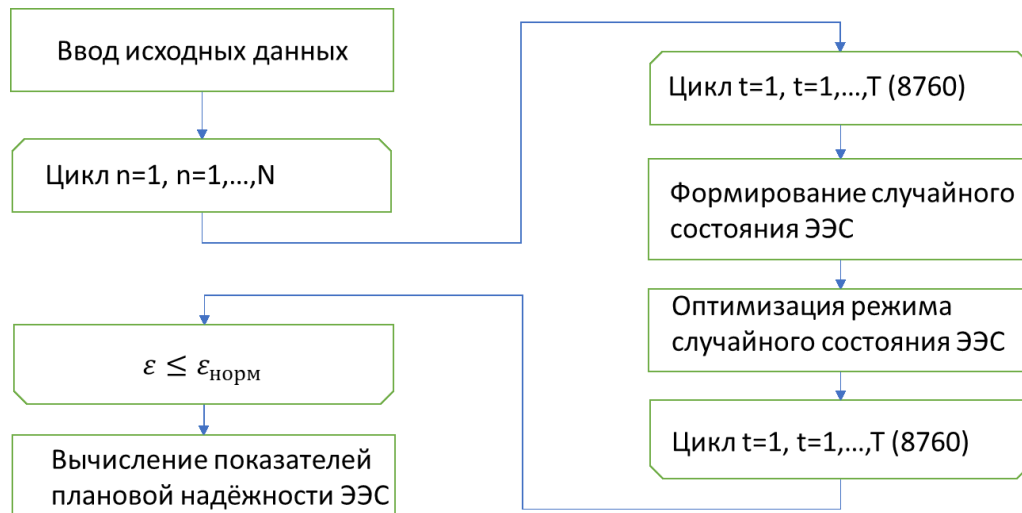 Ввод исходных данных
Цикл n=1, n=1,...,N
Цикл t=1, t=1,...,T (8760)
Формирование случайного
состояния ЭЭС
Оптимизация режима
случайного состояния ЭЭС
Цикл t=1, t=1,...,T (8760)
ε ≤ εнорм
Вычисление показателей
плановой надёжности ЭЭС